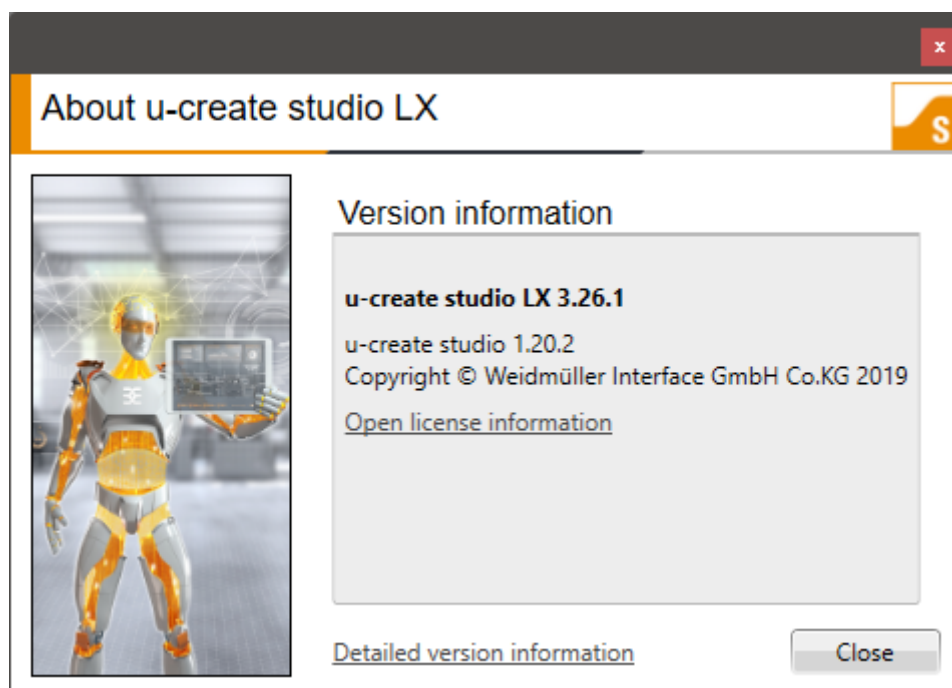 x
About u-create studio LX
S
Version information
u-create studio LX 3.26.1
u-create studio 1.20.2
Copyright © Weidmüller Interface GmbH Co.KG 2019
Open license information
Detailed version information
Close